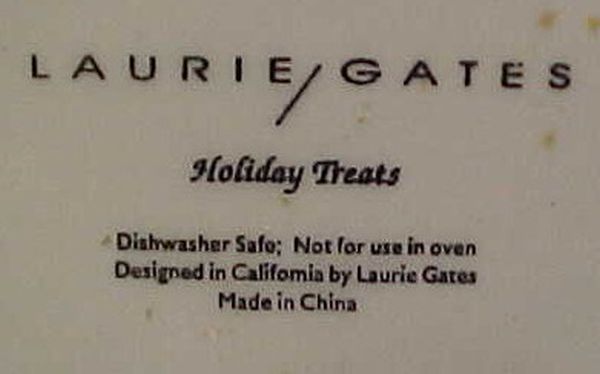 LAURIE/GATES
Holiday Treats
Dishwasher Safe; Not for use in oven
Designed in California by Laurie Gates
Made in China